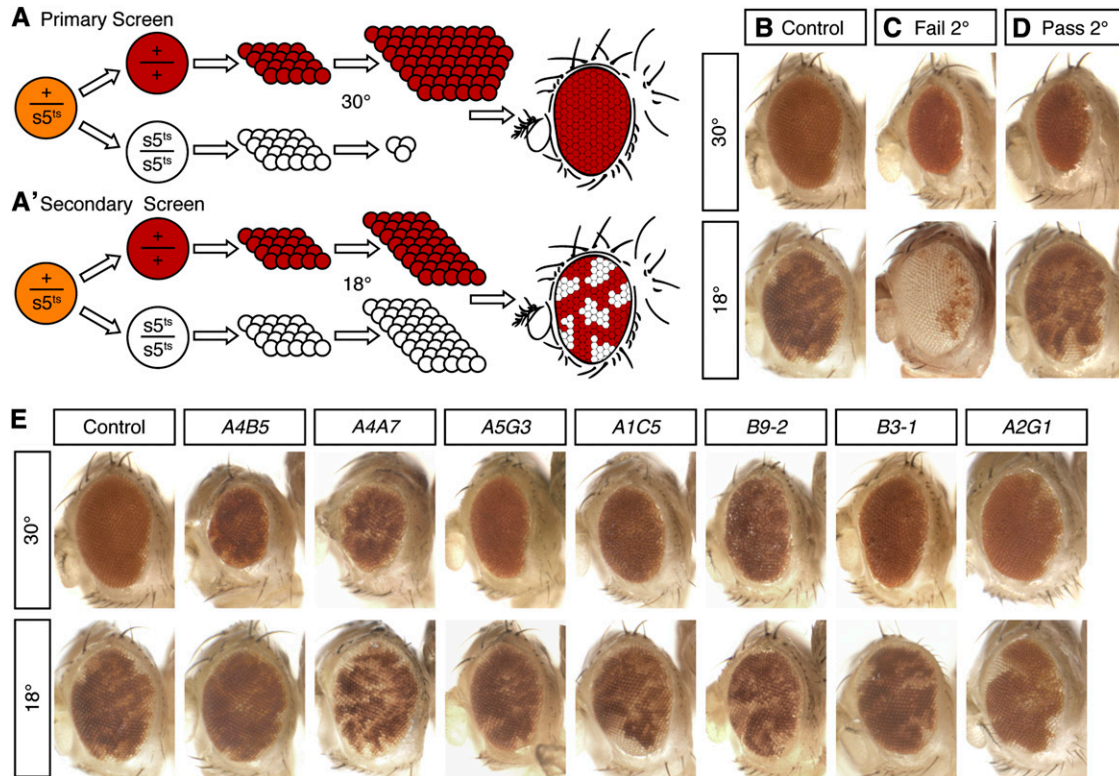 A Primary Screen
+
s5ts
+
+
s5ts
s5ts
30°
A' Secondary Screen
+
s5ts
+
+
s5ts
s5ts
18°
B Control
C Fail 2°
D Pass 2°
30°
18°
E
Control
A4B5
A4A7
A5G3
A1C5
B9-2
B3-1
A2G1
30°
18°